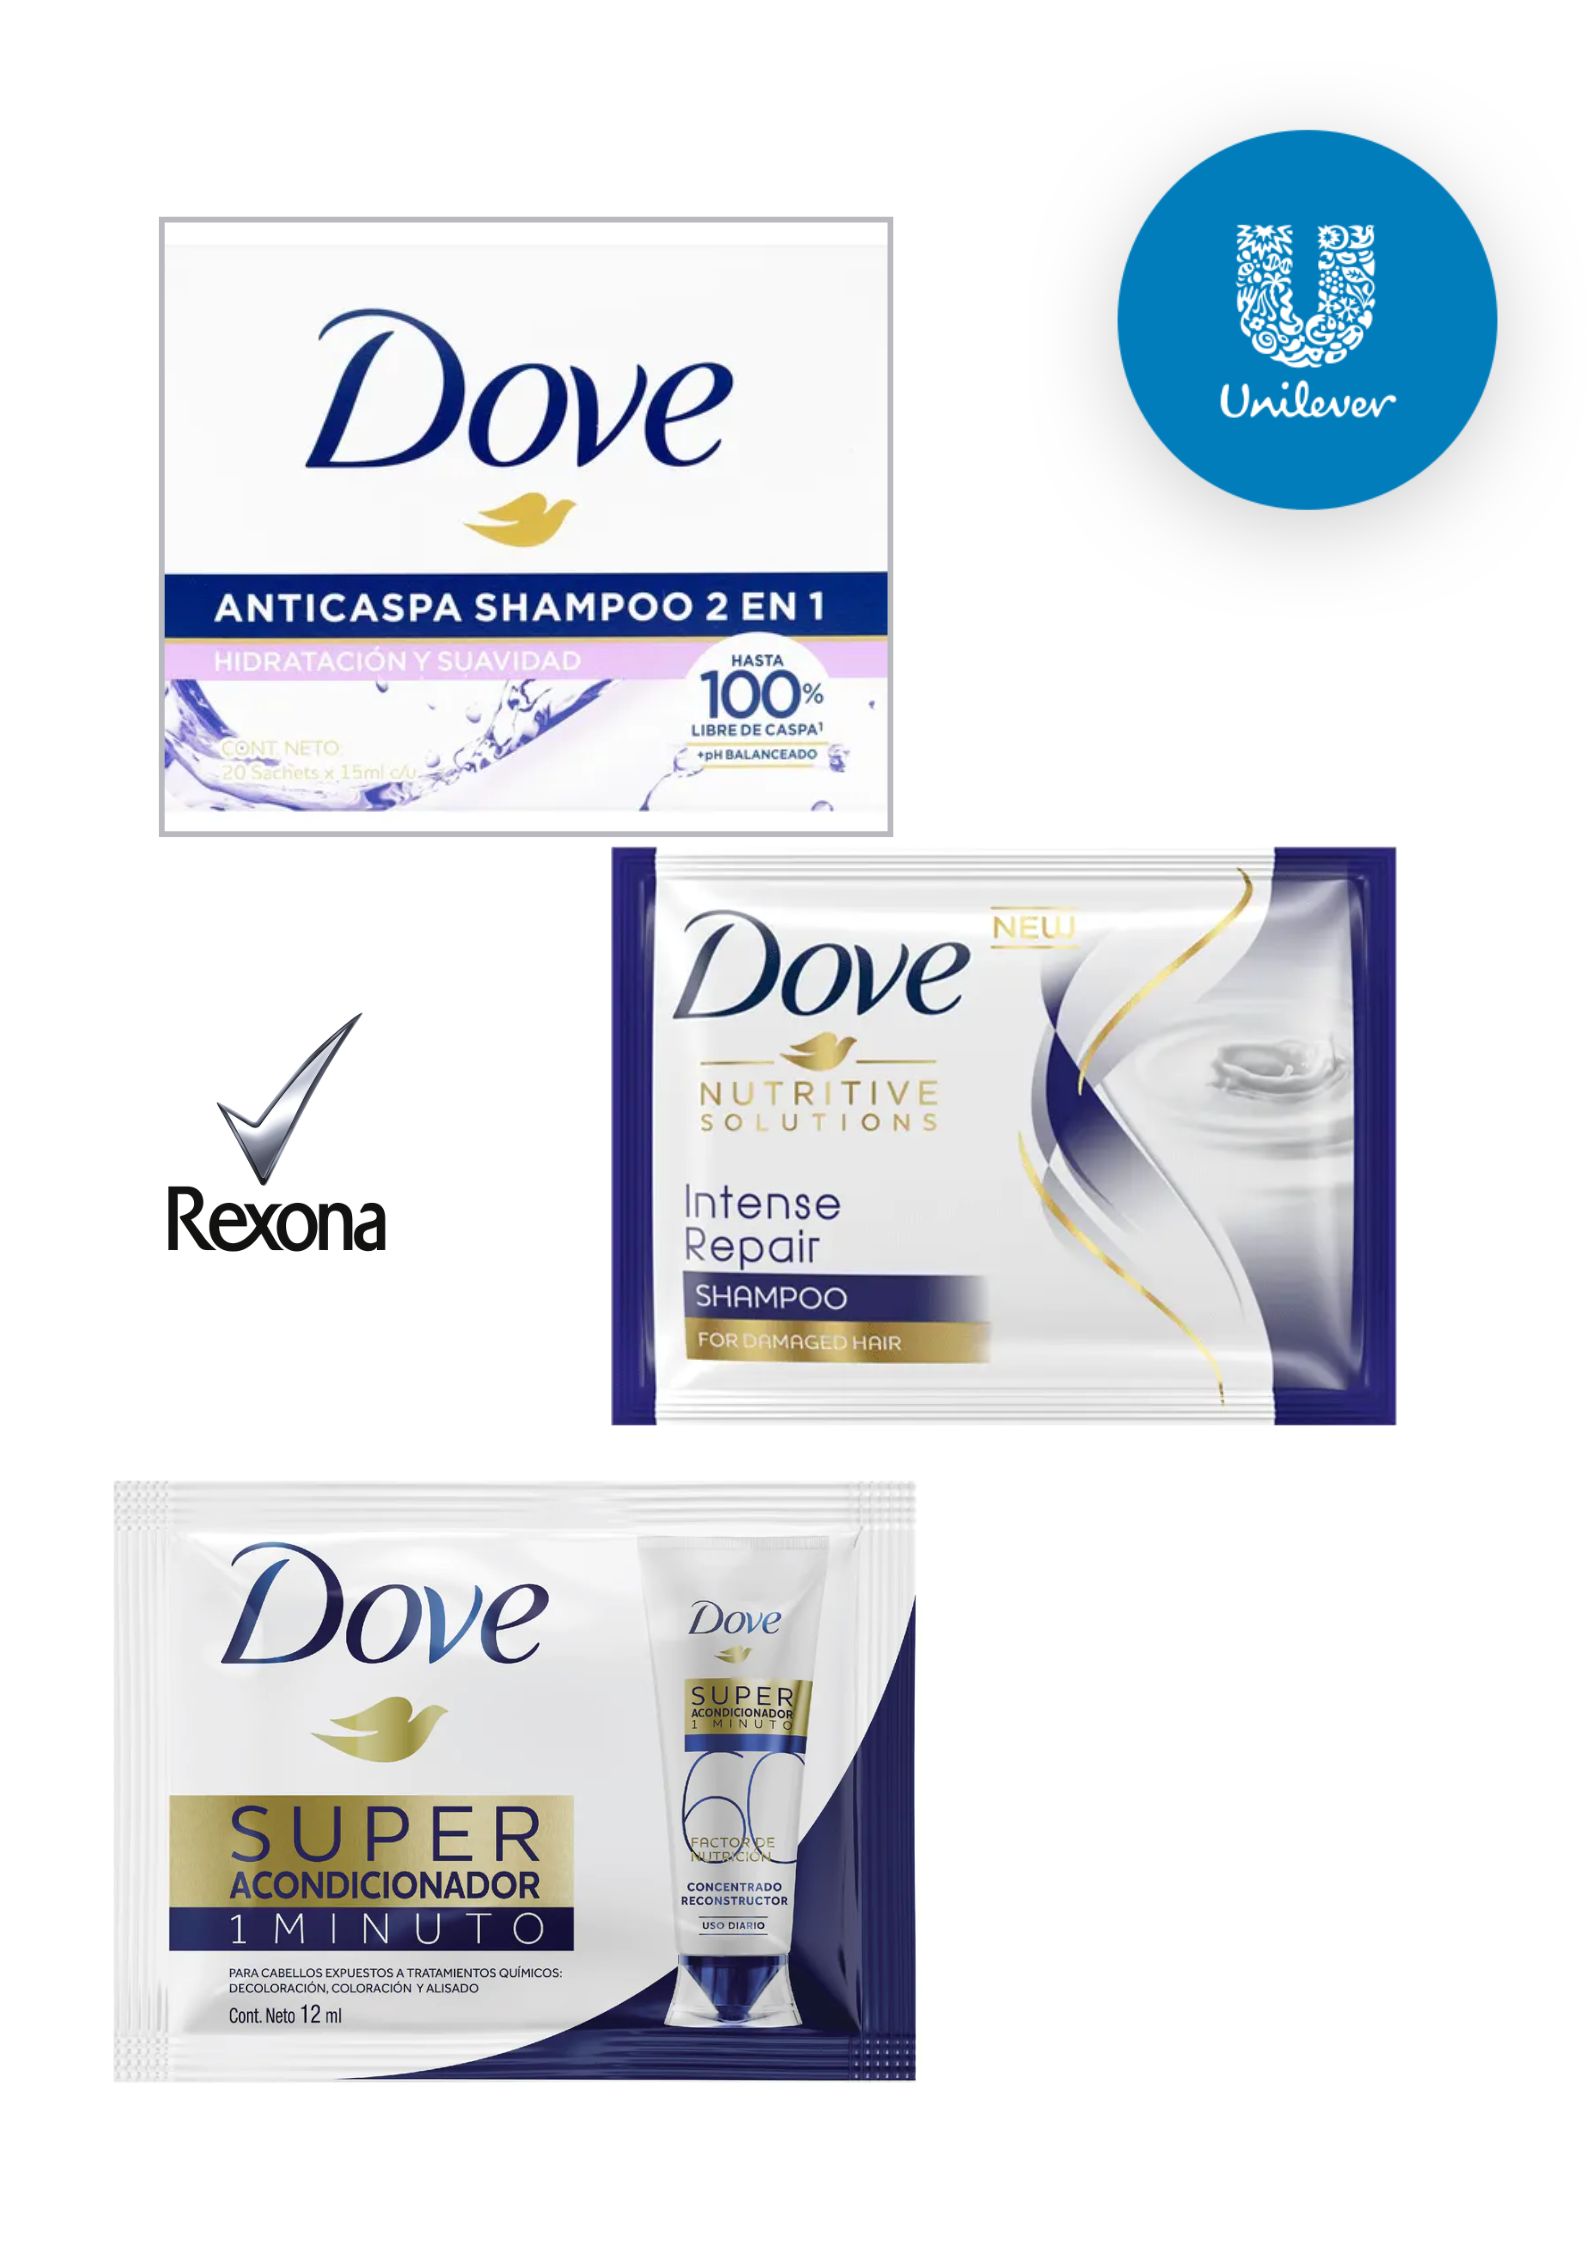 Unilever
Dove
ANTICASPA SHAMPOO 2 EN 1
HIDRATACIÓN Y SUAVIDAD
HASTA
100%
LIBRE DE CASPA¹
+pH BALANCEADO
CONT. NETO
20 Sachets x 15ml c/u.
Dove
NEW
NUTRITIVE
SOLUTIONS
Intense
Repair
SHAMPOO
FOR DAMAGED HAIR
Rexona
Dove
SUPER
ACONDICIONADOR
1 MINUTO
PARA CABELLOS EXPUESTOS A TRATAMIENTOS QUÍMICOS:
DECOLORACIÓN, COLORACIÓN Y ALISADO
Cont. Neto 12 ml
Dove
SUPER
ACONDICIONADOR
1 MINUTO
60
FACTOR DE
NUTRICIÓN
CONCENTRADO
RECONSTRUCTOR
USO DIARIO